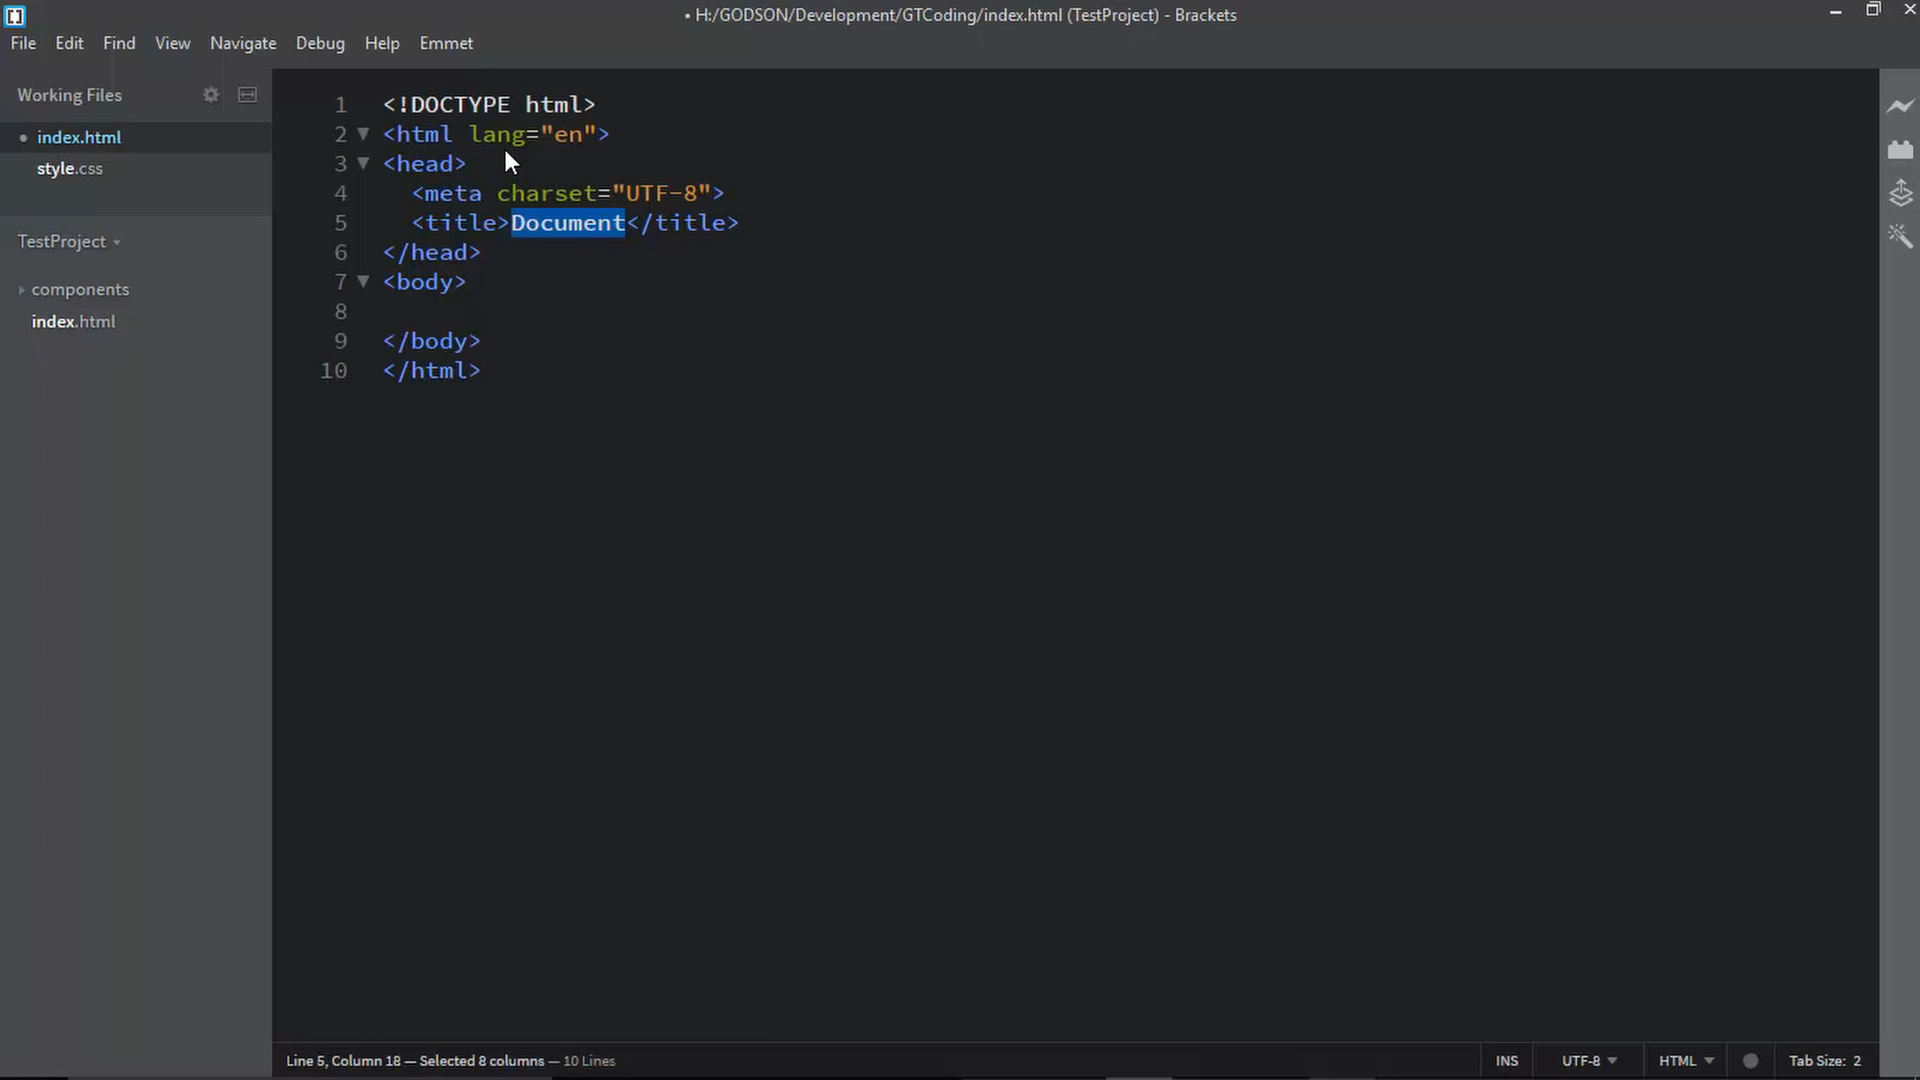 • H:/GODSON/Development/GTCoding/index.html (TestProject) - Brackets
File Edit Find View Navigate Debug Help Emmet
Working Files
• index.html
style.css
TestProject
components
index.html
1 <!DOCTYPE html>
2 <html lang="en">
3 <head>
4 <meta charset="UTF-8">
5 <title>Document</title>
6 </head>
7 <body>
8
9 </body>
10 </html>
Line 5, Column 18 — Selected 8 columns — 10 Lines
INS UTF-8 HTML Tab Size: 2